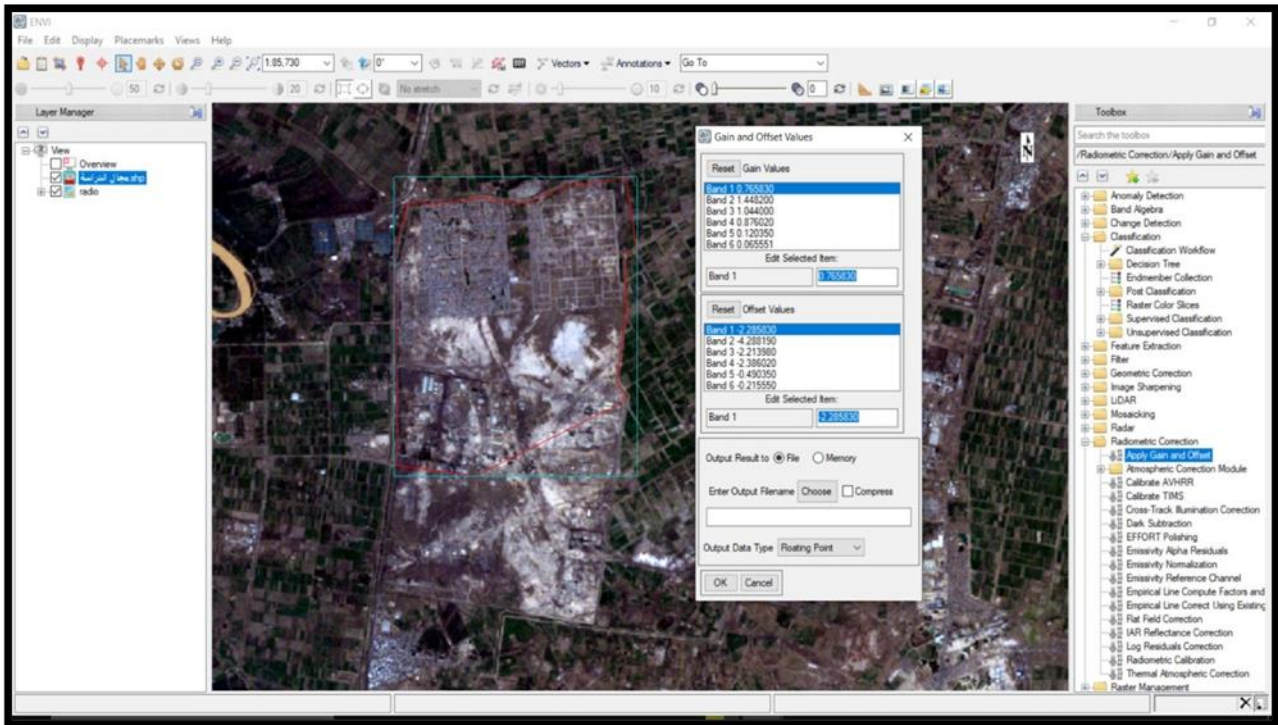 ENVI
File Edit Display Placemarks Views Help
1:85,730 0° Vectors Annotations Go To
50 20 No stretch 10 0
Layer Manager
View
Overview
مجال الدراسة.shp
radio
N
Gain and Offset Values
Reset Gain Values
Band 1 0.765830
Band 2 1.448200
Band 3 1.044000
Band 4 0.876020
Band 5 0.120350
Band 6 0.065551
Edit Selected Item:
Band 1 0.765830
Reset Offset Values
Band 1 -2.285830
Band 2 -4.288190
Band 3 -2.213980
Band 4 -2.386020
Band 5 -0.490350
Band 6 -0.215550
Edit Selected Item:
Band 1 -2.285830
Output Result to File Memory
Enter Output Filename Choose Compress
Output Data Type Floating Point
OK Cancel
Toolbox
Search the toolbox
/Radiometric Correction/Apply Gain and Offset
Anomaly Detection
Band Algebra
Change Detection
Classification
Classification Workflow
Decision Tree
Endmember Collection
Post Classification
Raster Color Slices
Supervised Classification
Unsupervised Classification
Feature Extraction
Filter
Geometric Correction
Image Sharpening
LiDAR
Mosaicking
Radar
Radiometric Correction
Apply Gain and Offset
Atmospheric Correction Module
Calibrate AVHRR
Calibrate TIMS
Cross-Track Illumination Correction
Dark Subtraction
EFFORT Polishing
Emissivity Alpha Residuals
Emissivity Normalization
Emissivity Reference Channel
Empirical Line Compute Factors and
Empirical Line Correct Using Existing
Flat Field Correction
IAR Reflectance Correction
Log Residuals Correction
Radiometric Calibration
Thermal Atmospheric Correction
Raster Management